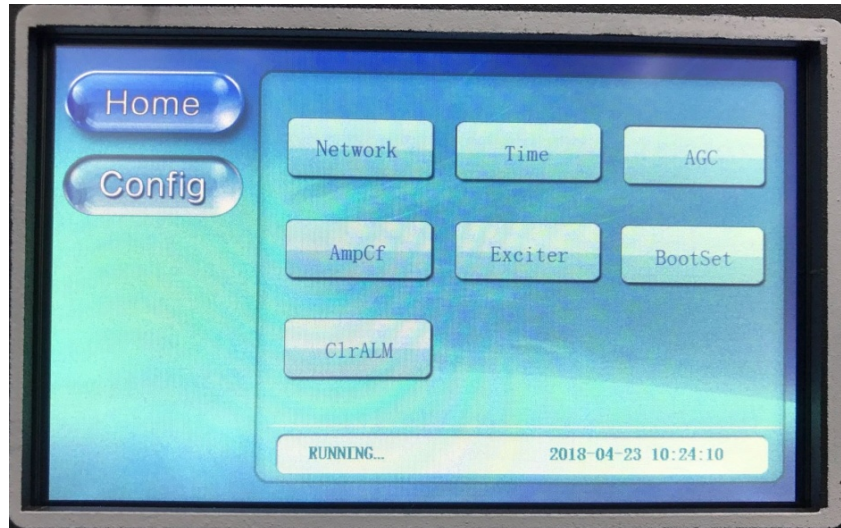 Home
Config
Network
Time
AGC
AmpCf
Exciter
BootSet
ClrALM
RUNNING...
2018-04-23 10:24:10